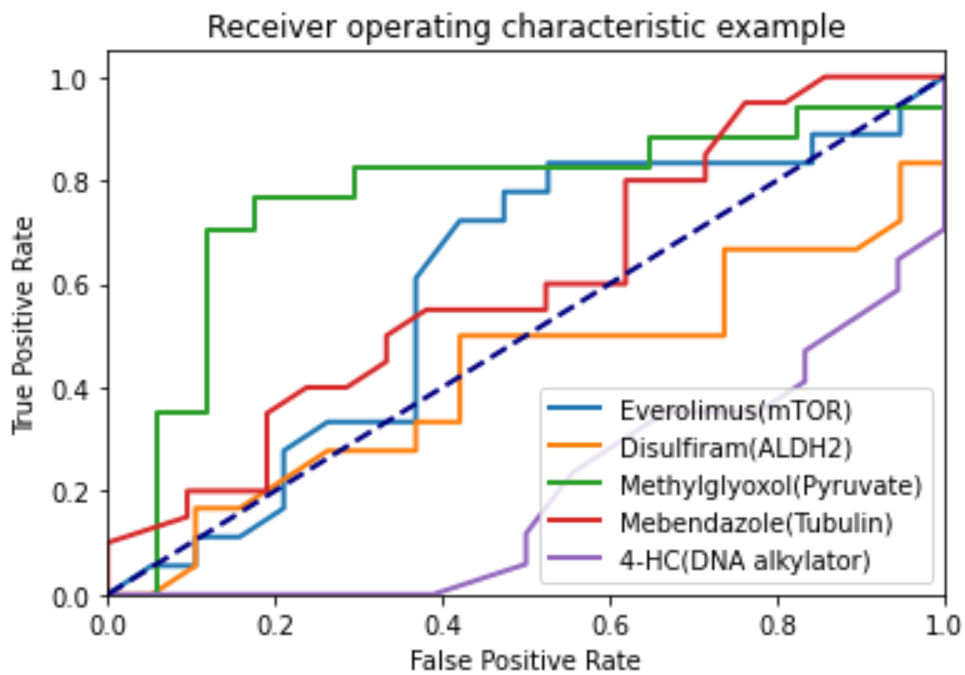 Receiver operating characteristic example
True Positive Rate
1.0
0.8
0.6
0.4
0.2
0.0
Everolimus(mTOR)
Disulfiram(ALDH2)
Methylglyoxol(Pyruvate)
Mebendazole(Tubulin)
4-HC(DNA alkylator)
0.0 0.2 0.4 0.6 0.8 1.0
False Positive Rate